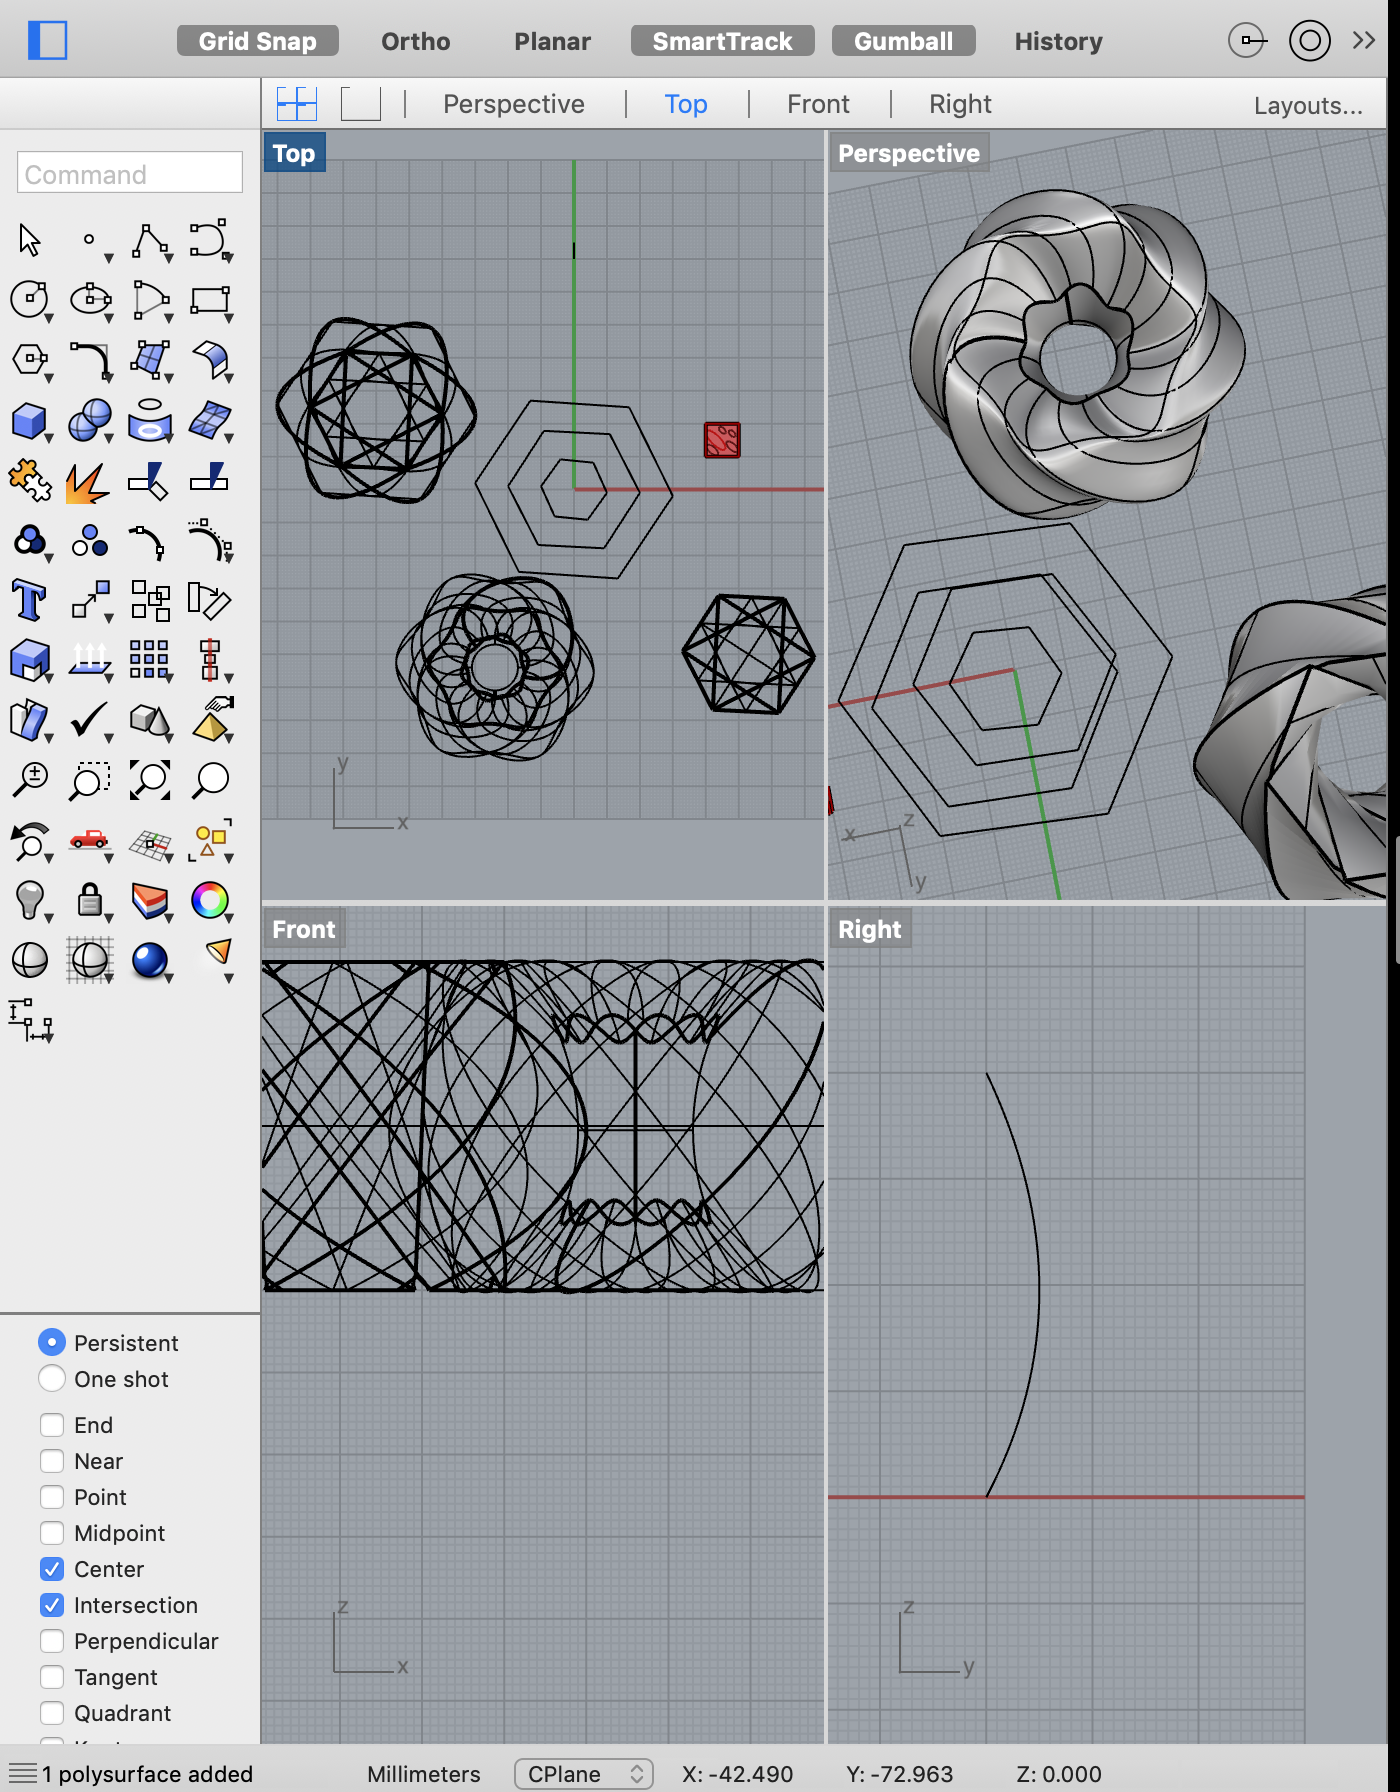 Grid Snap Ortho Planar SmartTrack Gumball History
Perspective Top Front Right Layouts...
Top
Perspective
Command
y
x
x
z
y
Front
Right
z
x
z
y
Persistent
One shot
End
Near
Point
Midpoint
Center
Intersection
Perpendicular
Tangent
Quadrant
1 polysurface added Millimeters CPlane X: -42.490 Y: -72.963 Z: 0.000